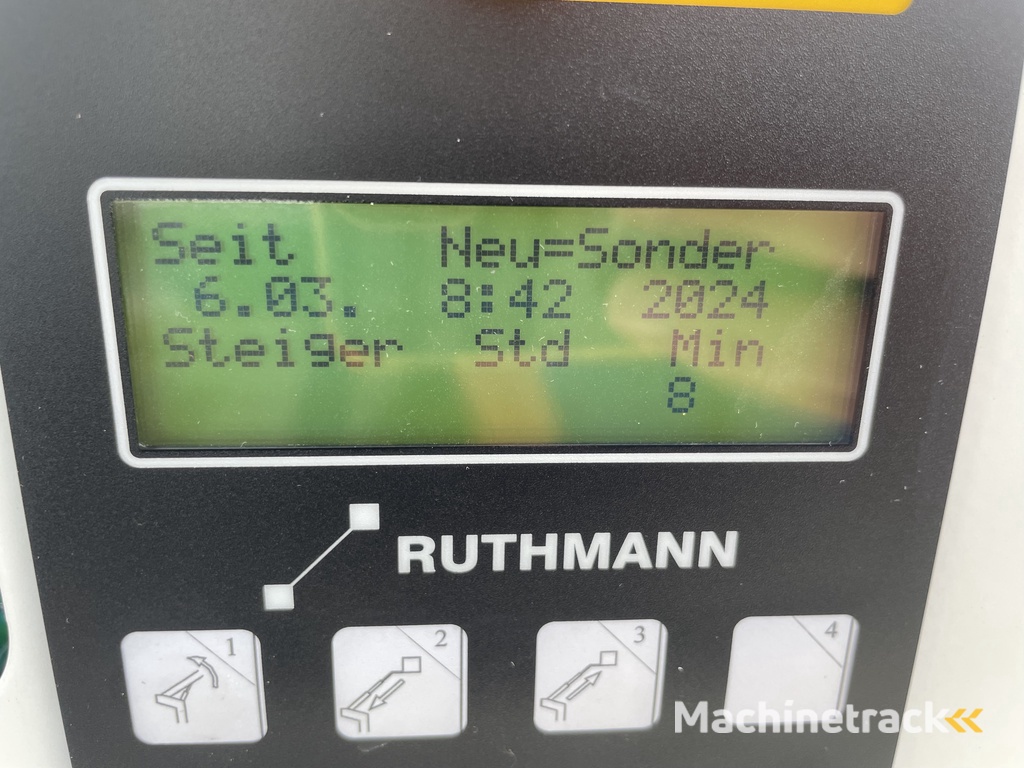 Seit Neu=Sonder
6.03. 8:42 2024
Steiger Std Min
8
RUTHMANN
1 2 3 4
Machinetrack